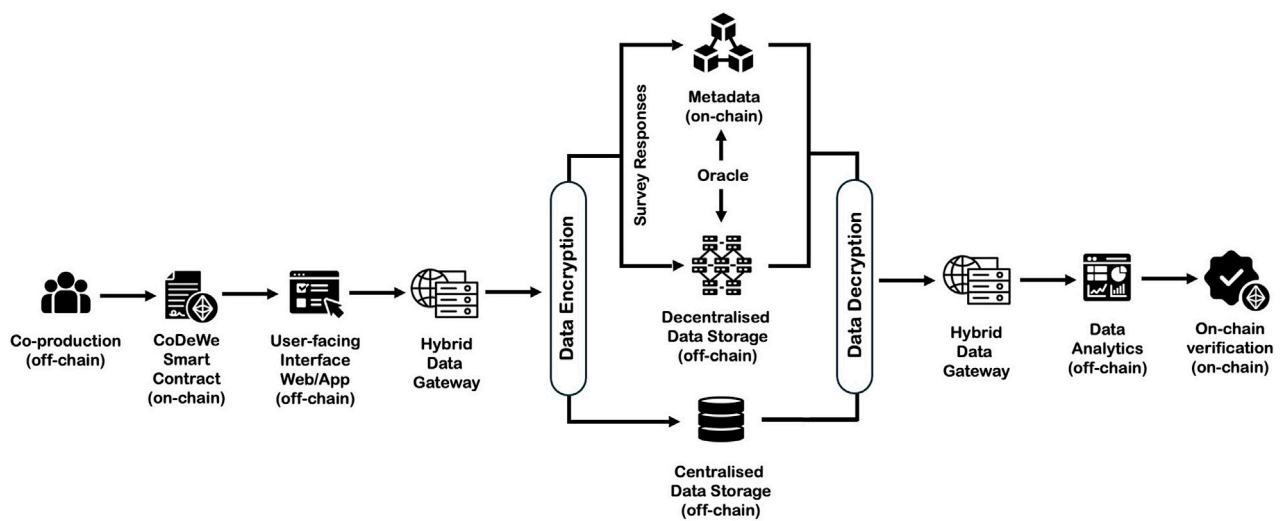 Co-production
(off-chain)
CoDeWe
Smart
Contract
(on-chain)
User-facing
Interface
Web/App
(off-chain)
Hybrid
Data
Gateway
Data Encryption
Survey Responses
Metadata
(on-chain)
Oracle
Decentralised
Data Storage
(off-chain)
Centralised
Data Storage
(off-chain)
Data Decryption
Hybrid
Data
Gateway
Data
Analytics
(off-chain)
On-chain
verification
(on-chain)